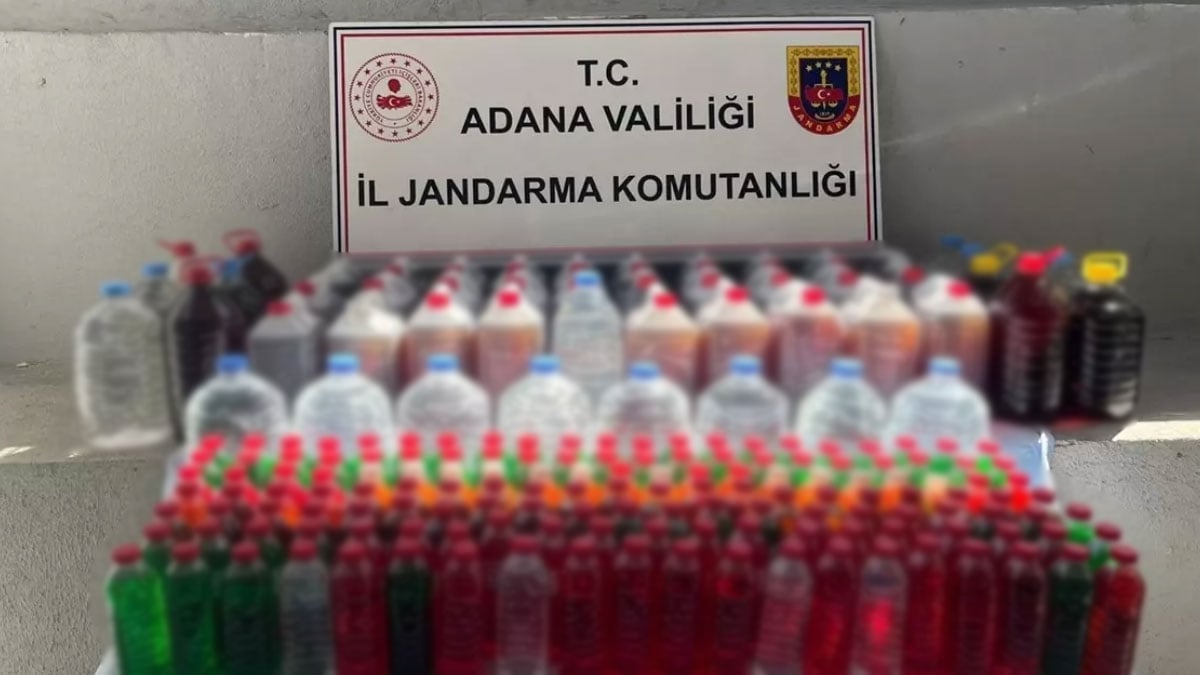 T.C.
ADANA VALİLİĞİ
İL JANDARMA KOMUTANLIĞI
JANDARMA